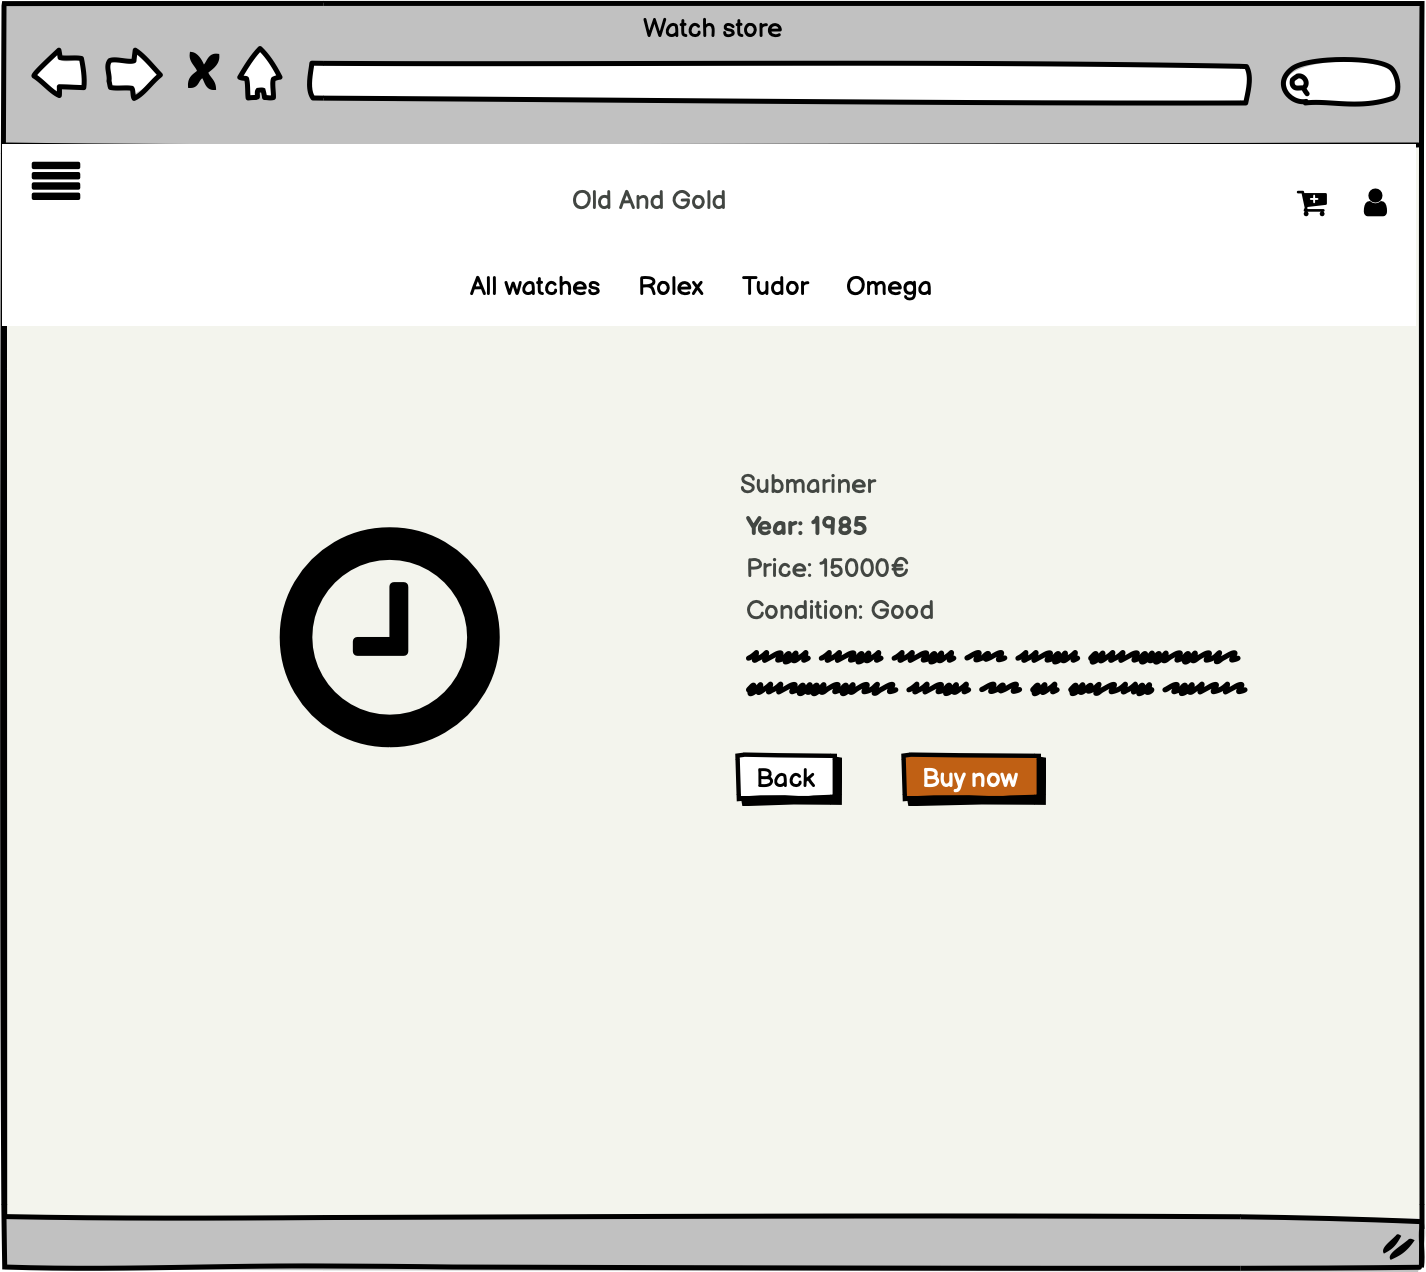 Watch store
Old And Gold
All watches Rolex Tudor Omega
Submariner
Year: 1985
Price: 15000€
Condition: Good
Back Buy now